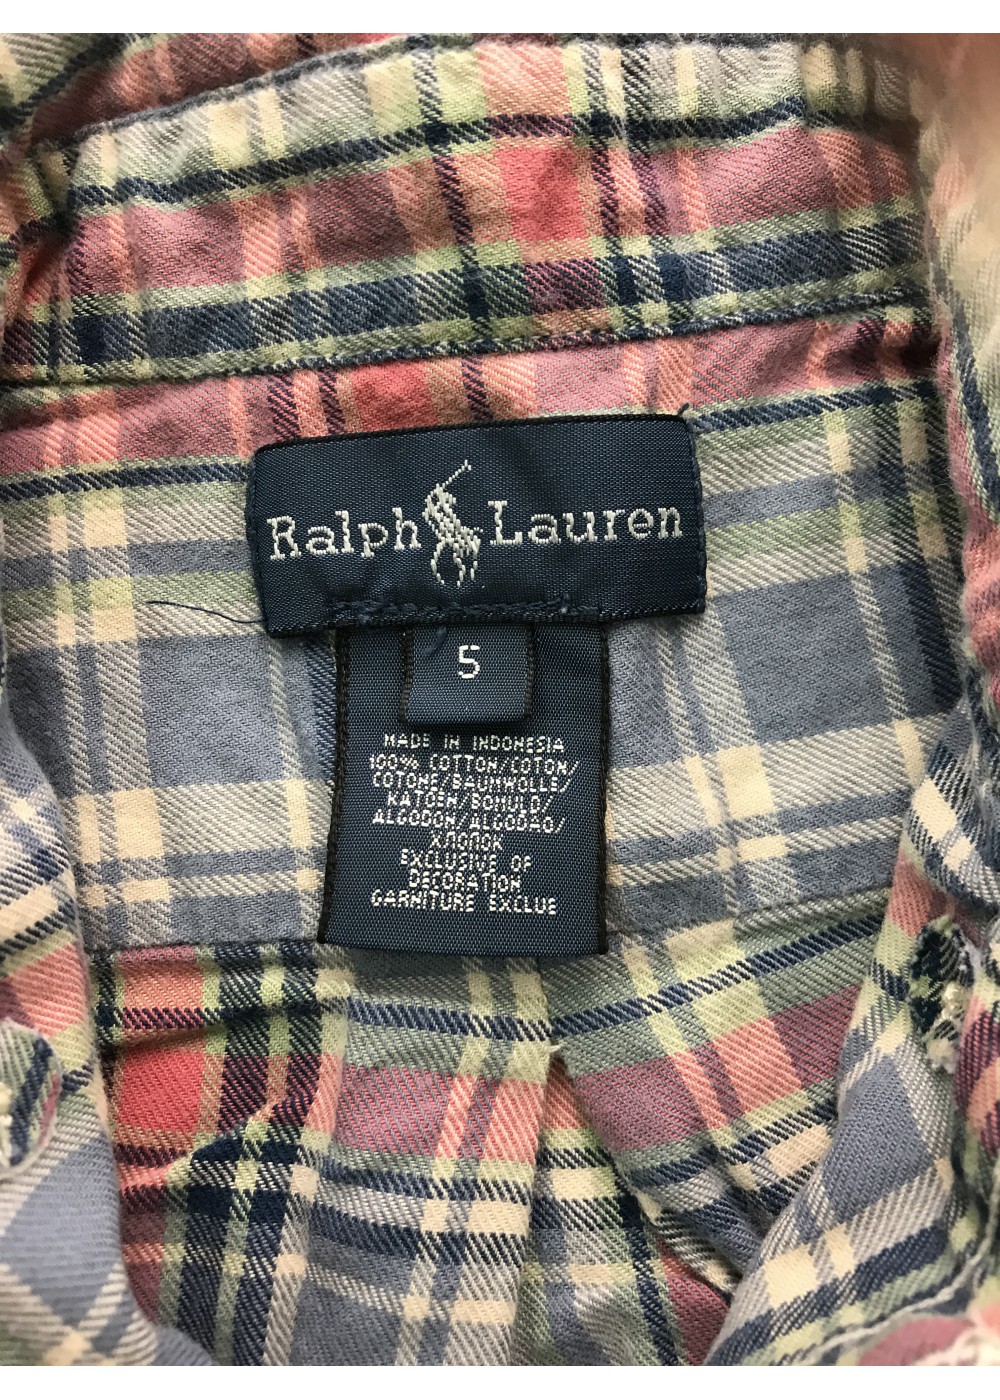 Ralph Lauren
5
MADE IN INDONESIA
100% COTTON/COTON/
COTONE/BAUMWOLLE/
KATOEN/BOMULD/
ALGODON/ALGODAO/
ХЛОПОК
EXCLUSIVE OF
DECORATION
GARNITURE EXCLUE